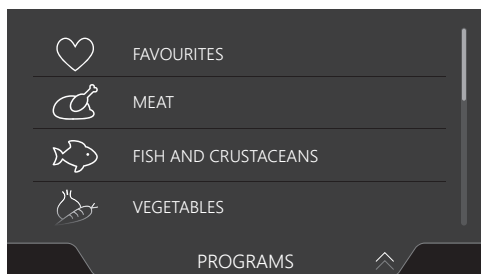 FAVOURITES
MEAT
FISH AND CRUSTACEANS
VEGETABLES
PROGRAMS